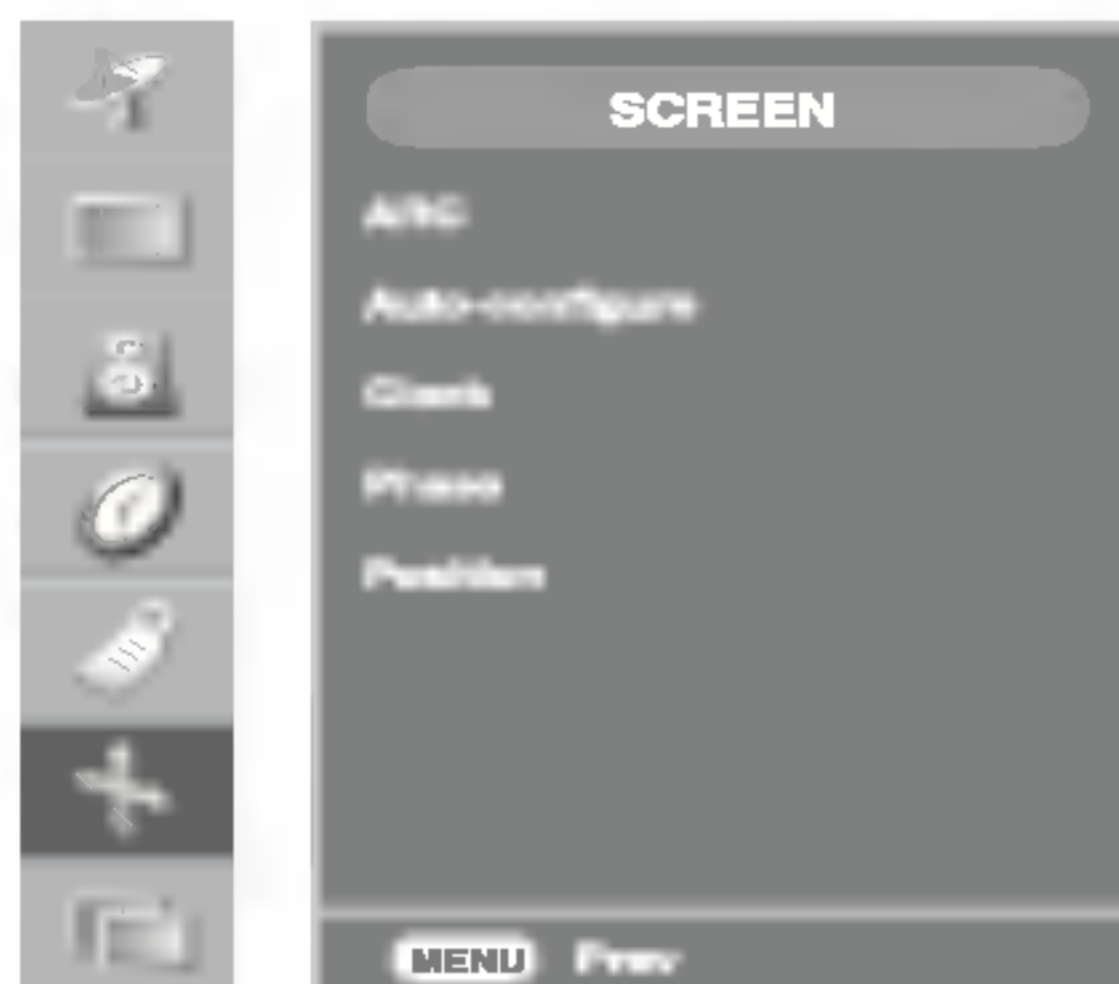 SCREEN
ARC
Auto-configure
Clock
Phase
Position
MENU Prev